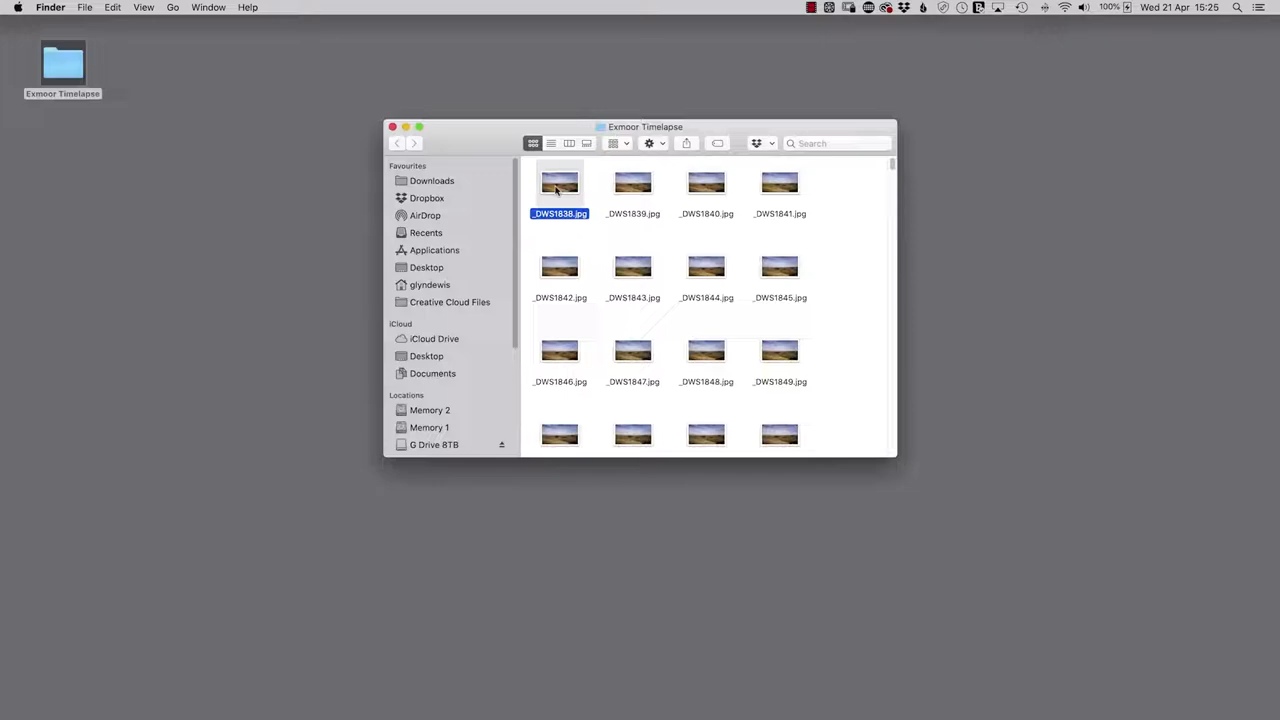 Finder File Edit View Go Window Help 100% Wed 21 Apr 15:25
Exmoor Timelapse
Exmoor Timelapse
Search
Favourites
Downloads
Dropbox
AirDrop
Recents
Applications
Desktop
glyndewis
Creative Cloud Files
iCloud
iCloud Drive
Desktop
Documents
Locations
Memory 2
Memory 1
G Drive 8TB
_DWS1838.jpg _DWS1839.jpg _DWS1840.jpg _DWS1841.jpg
_DWS1842.jpg _DWS1843.jpg _DWS1844.jpg _DWS1845.jpg
_DWS1846.jpg _DWS1847.jpg _DWS1848.jpg _DWS1849.jpg